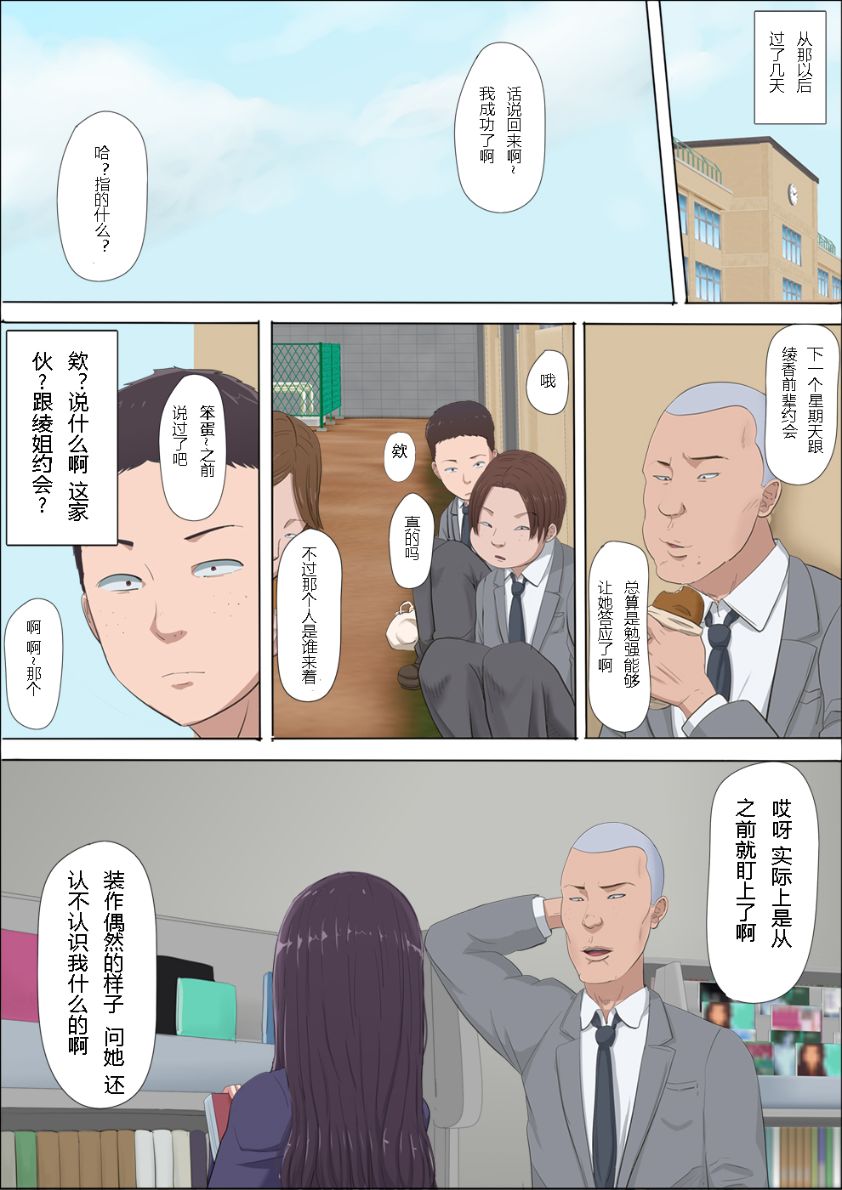 从那以后
过了几天
话说回来啊~
我成功了啊
哈？指的什么？
下一个星期天跟
绫香前辈约会
总算是勉强能够
让她答应了啊
哦
欸
真的吗
不过那个人是谁来着
笨蛋~之前
说过了吧
欸？说什么啊 这家
伙？跟绫姐约会？
啊 啊~那个
哎呀 实际上是从
之前就盯上了啊
装作偶然的样子 问她 还
认不认识我什么的啊